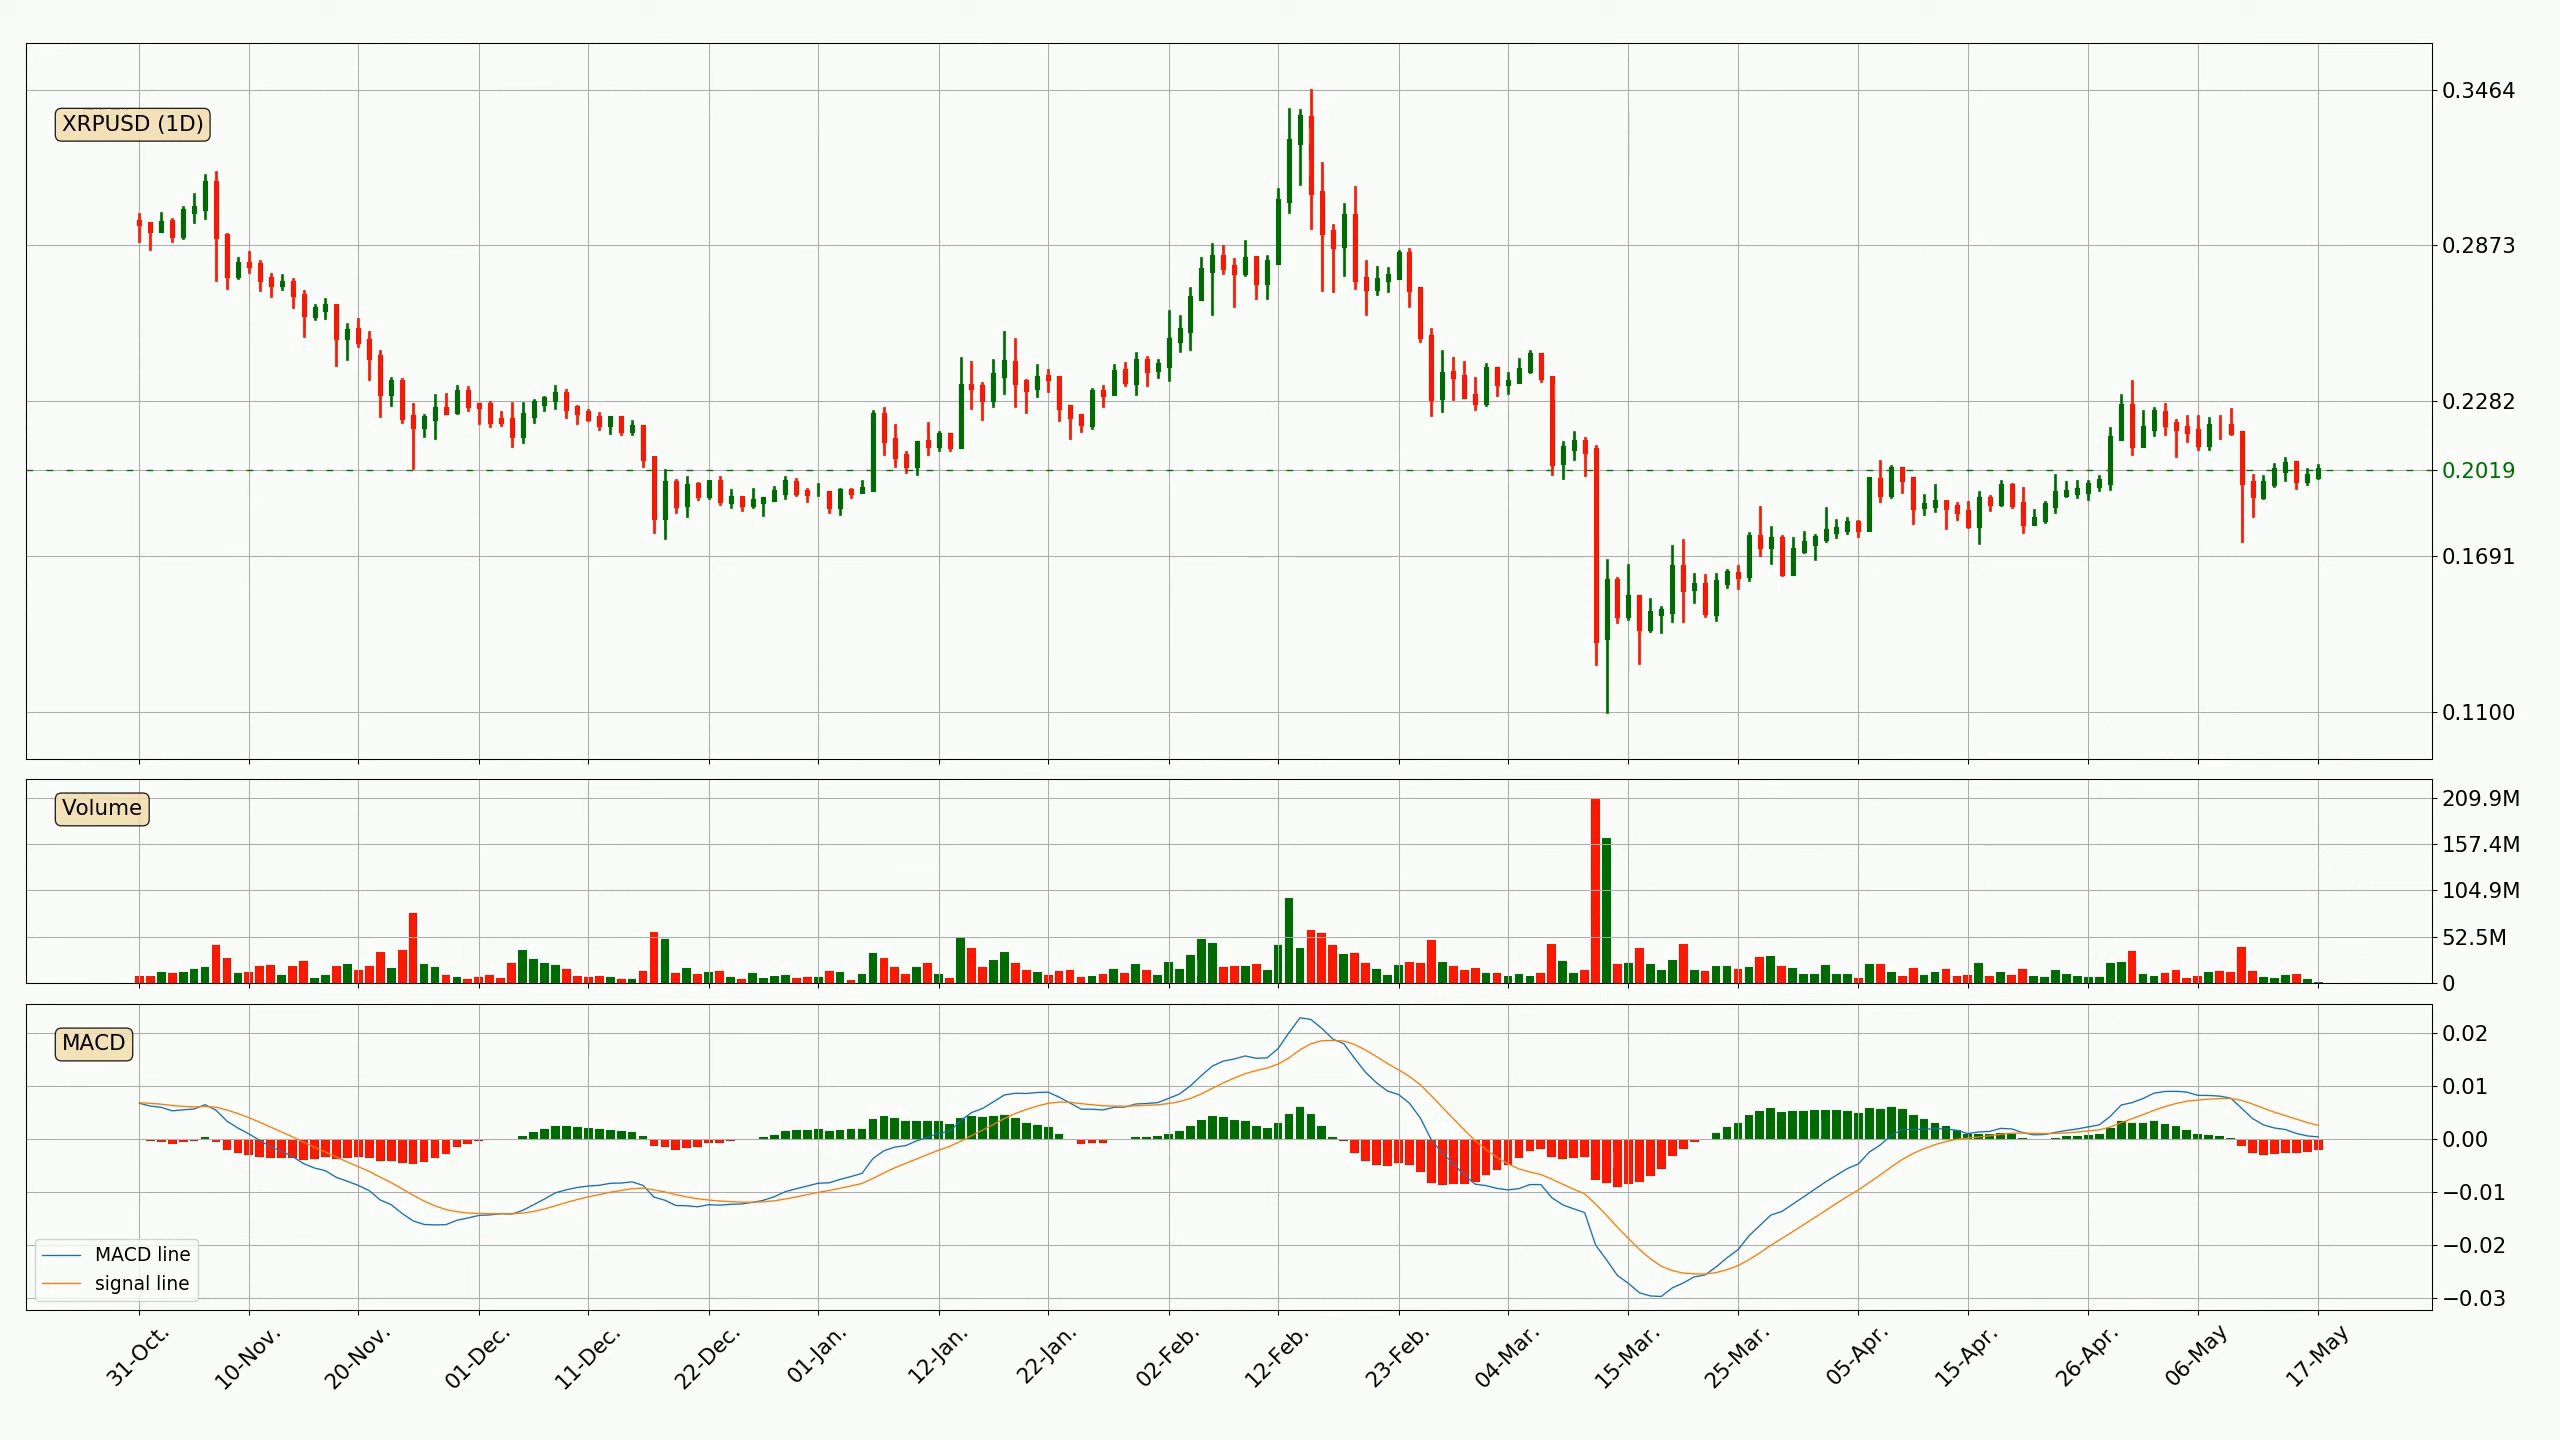 XRPUSD (1D)
0.3464
0.2873
0.2282
0.2019
0.1691
0.1100
Volume
209.9M
157.4M
104.9M
52.5M
0
MACD
0.02
0.01
0.00
−0.01
−0.02
−0.03
MACD line
signal line
31-Oct.
10-Nov.
20-Nov.
01-Dec.
11-Dec.
22-Dec.
01-Jan.
12-Jan.
22-Jan.
02-Feb.
12-Feb.
23-Feb.
04-Mar.
15-Mar.
25-Mar.
05-Apr.
15-Apr.
26-Apr.
06-May
17-May